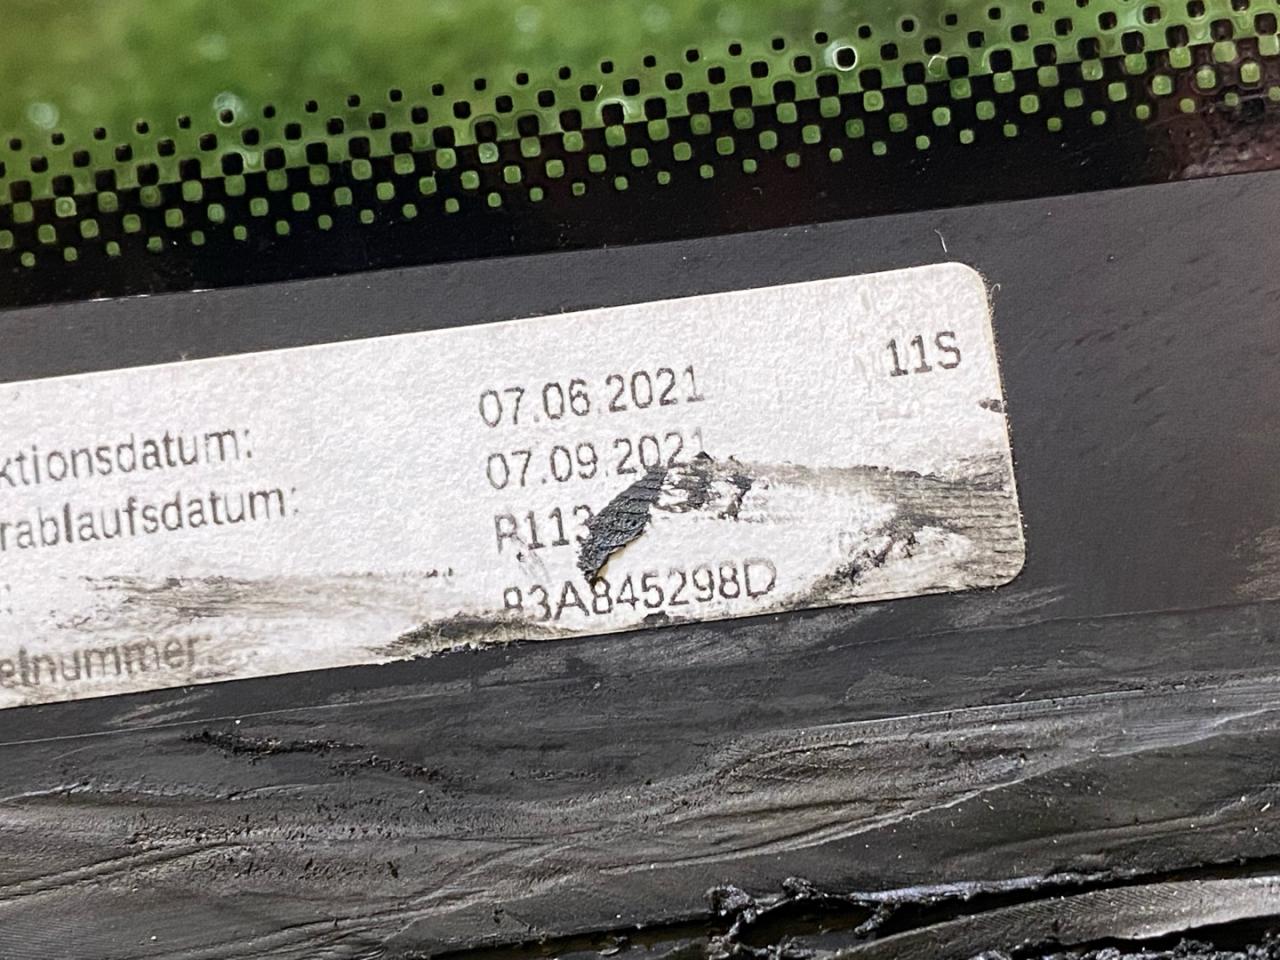 11S
ktionsdatum: 07.06.2021
rablaufsdatum: 07.09.2021
: R113
elnummer 83A845298D